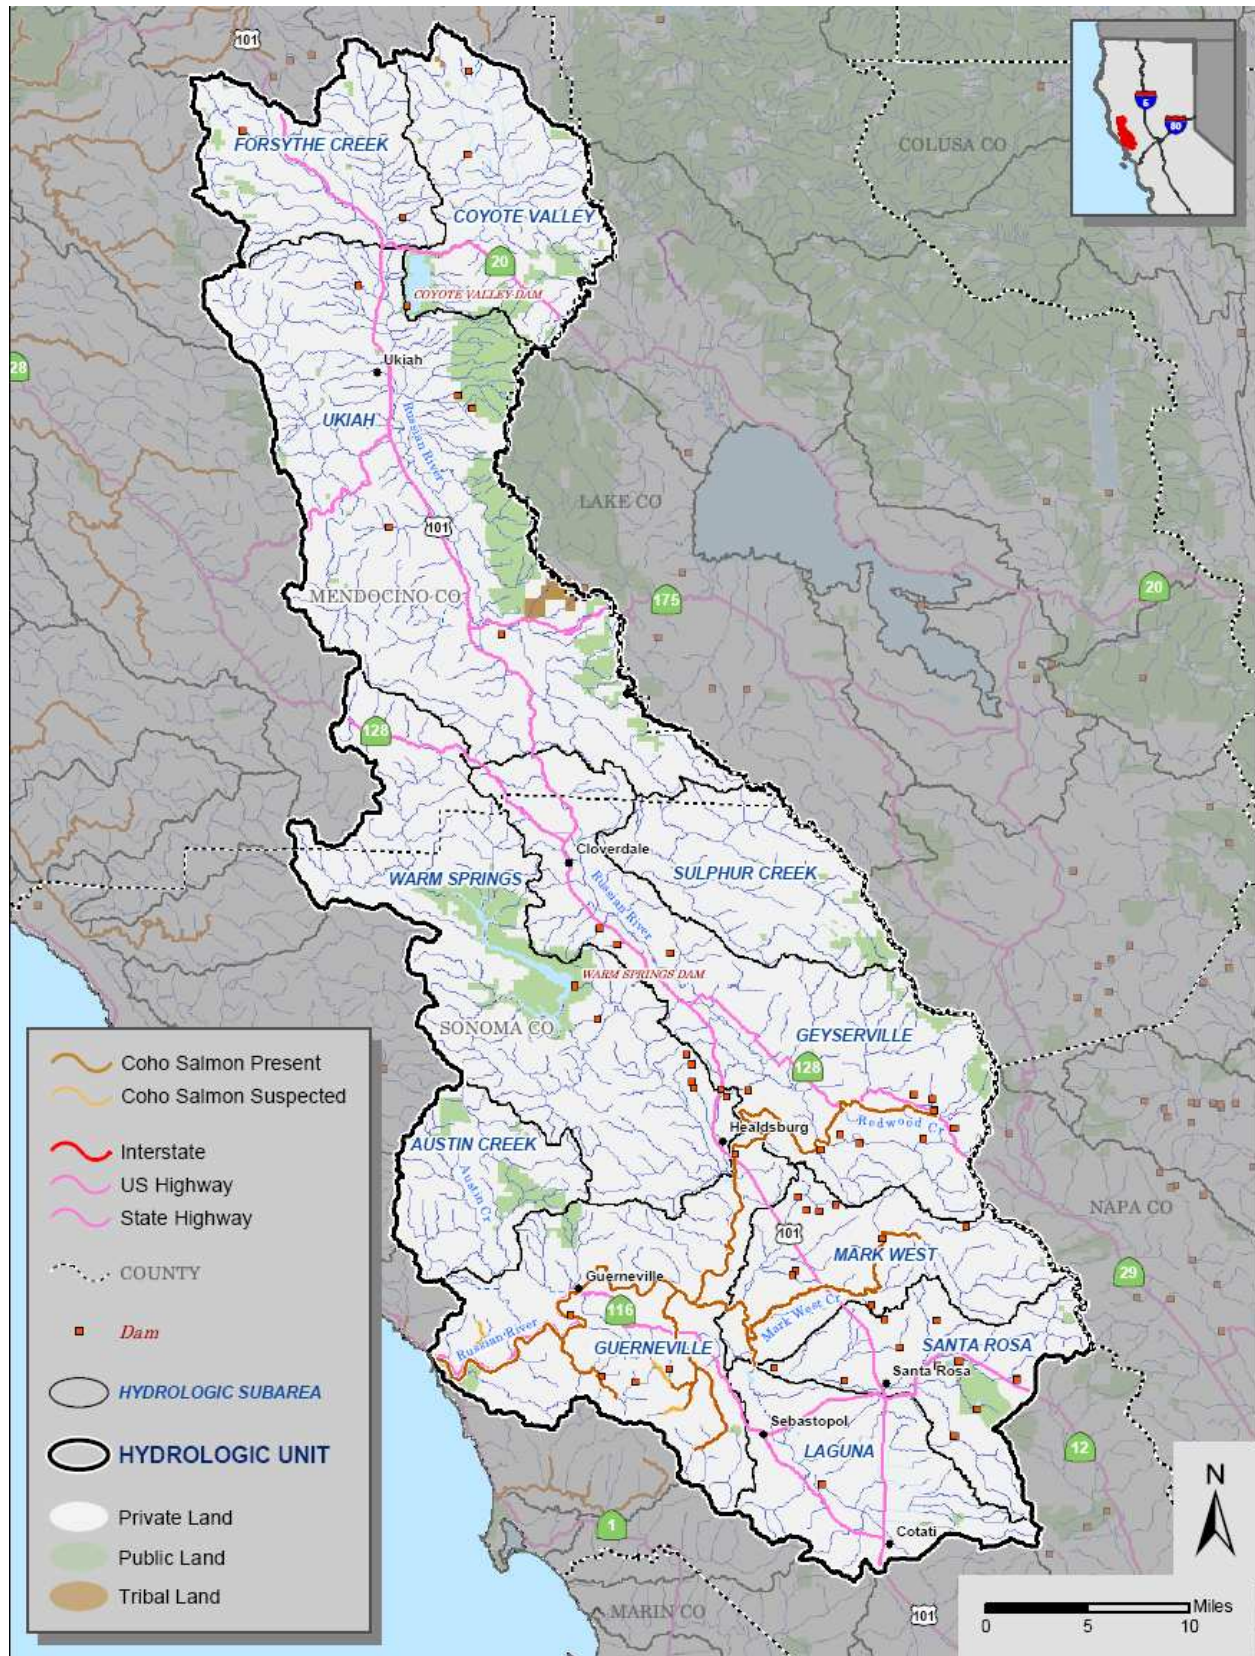 101
5
80
COLUSA CO
FORSYTHE CREEK
COYOTE VALLEY
20
COYOTE VALLEY DAM
28
Ukiah
UKIAH
Russian River
LAKE CO
101
MENDOCINO CO
175
20
128
Cloverdale
WARM SPRINGS
SULPHUR CREEK
Russian River
WARM SPRINGS DAM
SONOMA CO
GEYSERVILLE
128
Redwood Cr
Healdsburg
AUSTIN CREEK
Austin Cr
NAPA CO
101
MARK WEST
29
Guerneville
116
Mark West Cr
Russian River
GUERNEVILLE
SANTA ROSA
Santa Rosa
Sebastopol
LAGUNA
12
1
Cotati
MARIN CO
101
Coho Salmon Present
Coho Salmon Suspected
Interstate
US Highway
State Highway
COUNTY
Dam
HYDROLOGIC SUBAREA
HYDROLOGIC UNIT
Private Land
Public Land
Tribal Land
N
Miles
0 5 10